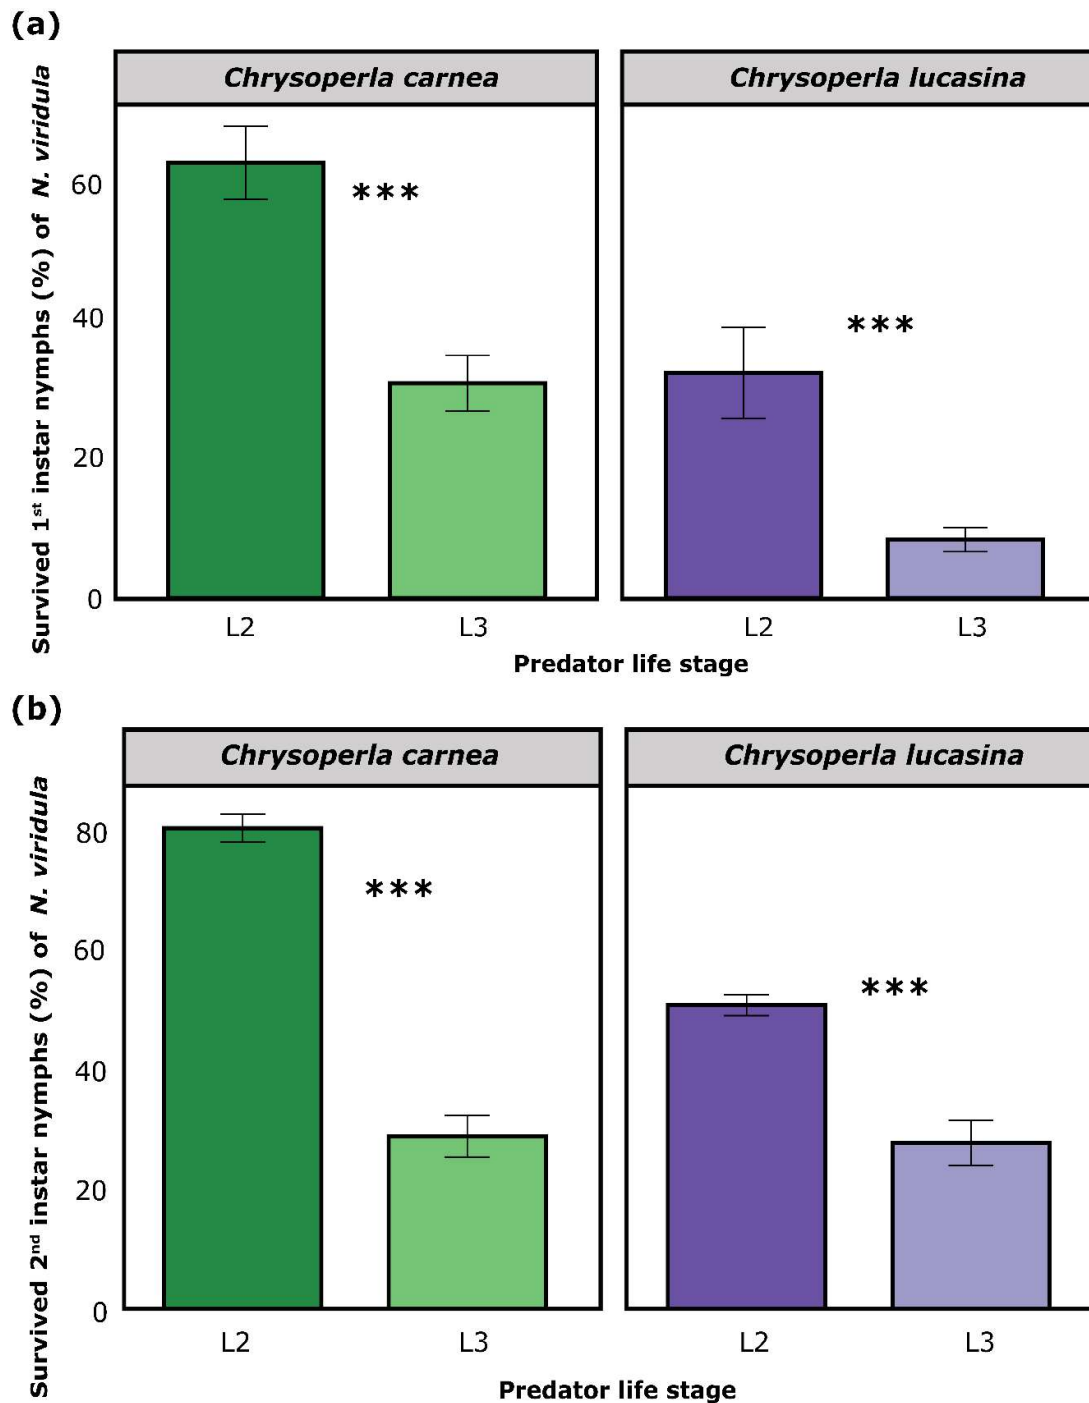 (a)
Chrysoperla carnea
Chrysoperla lucasina
Survived 1st instar nymphs (%) of N. viridula
60
40
20
0
***
***
L2
L3
L2
L3
Predator life stage
(b)
Chrysoperla carnea
Chrysoperla lucasina
Survived 2nd instar nymphs (%) of N. viridula
80
60
40
20
0
***
***
L2
L3
L2
L3
Predator life stage